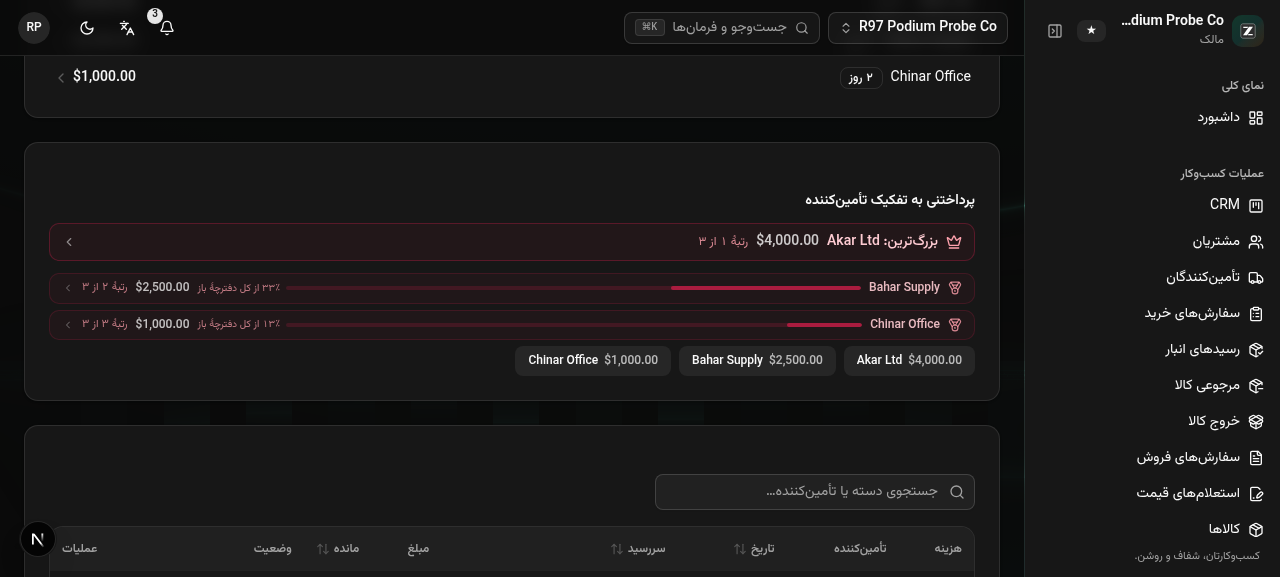 dium Probe Co...
مالک
★
R97 Podium Probe Co
جست‌وجو و فرمان‌ها
⌘K
3
RP
نمای کلی
داشبورد
عملیات کسب‌وکار
CRM
مشتریان
تأمین‌کنندگان
سفارش‌های خرید
رسیدهای انبار
مرجوعی کالا
خروج کالا
سفارش‌های فروش
استعلام‌های قیمت
کالاها
کسب‌وکارتان، شفاف و روشن.
Chinar Office ۲ روز $1,000.00
پرداختنی به تفکیک تأمین‌کننده
بزرگ‌ترین: Akar Ltd $4,000.00 رتبهٔ ۱ از ۳
Bahar Supply ۳۳٪ از کل دفترچهٔ باز $2,500.00 رتبهٔ ۲ از ۳
Chinar Office ۱۳٪ از کل دفترچهٔ باز $1,000.00 رتبهٔ ۳ از ۳
Akar Ltd $4,000.00 Bahar Supply $2,500.00 Chinar Office $1,000.00
جستجوی دسته یا تأمین‌کننده...
هزینه تأمین‌کننده تاریخ سررسید مبلغ مانده وضعیت عملیات